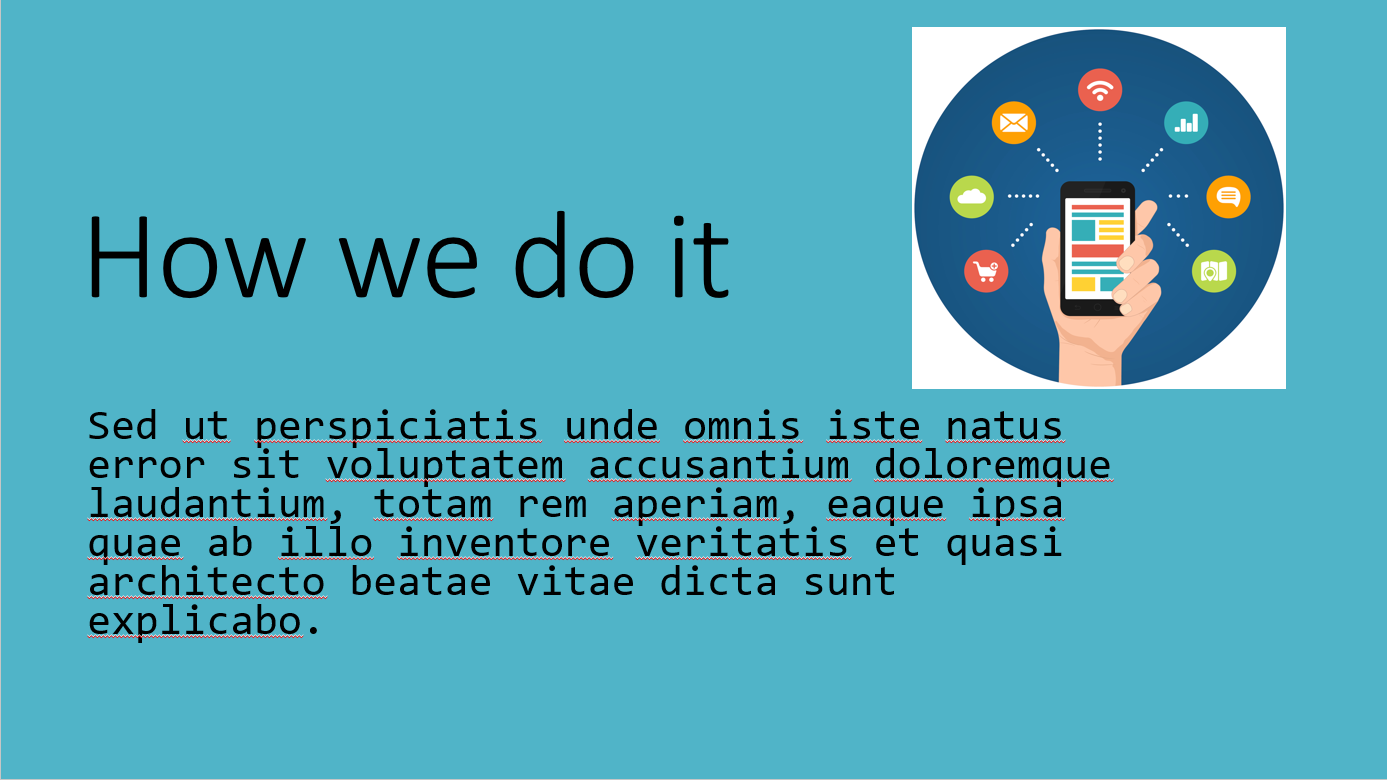 How we do it
Sed ut perspiciatis unde omnis iste natus
error sit voluptatem accusantium doloremque
laudantium, totam rem aperiam, eaque ipsa
quae ab illo inventore veritatis et quasi
architecto beatae vitae dicta sunt
explicabo.